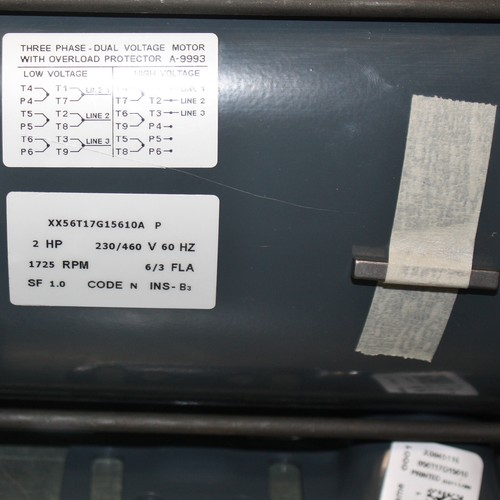 THREE PHASE - DUAL VOLTAGE MOTOR
WITH OVERLOAD PROTECTOR A-9993
LOW VOLTAGE HIGH VOLTAGE
T4 T1 LINE 1
P4 T7 T7 T2 LINE 2
T5 T2 LINE 2 T6 T3 LINE 3
P5 T8 T9 P4
T6 T3 LINE 3 T5 P5
P6 T9 T8 P6
XX56T17G15610A P
2 HP 230/460 V 60 HZ
1725 RPM 6/3 FLA
SF 1.0 CODE N INS- B3